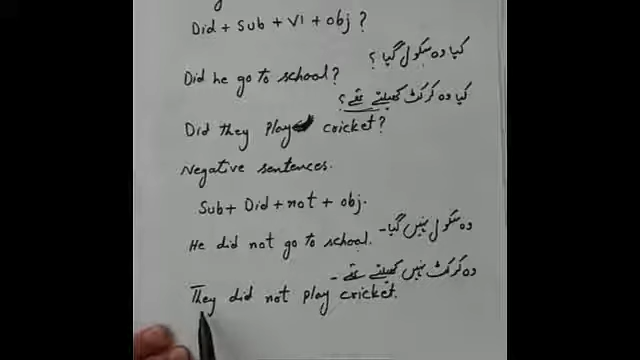 Did + Sub + V1 + obj ?
کیا وہ سکول گیا ؟
Did he go to school?
کیا وہ کرکٹ کھیلتے تھے ؟
Did they Play cricket?
Negative sentences.
Sub+ Did + not + obj.
وہ سکول نہیں گیا -
He did not go to school.
وہ کرکٹ نہیں کھیلتے تھے -
They did not play cricket.